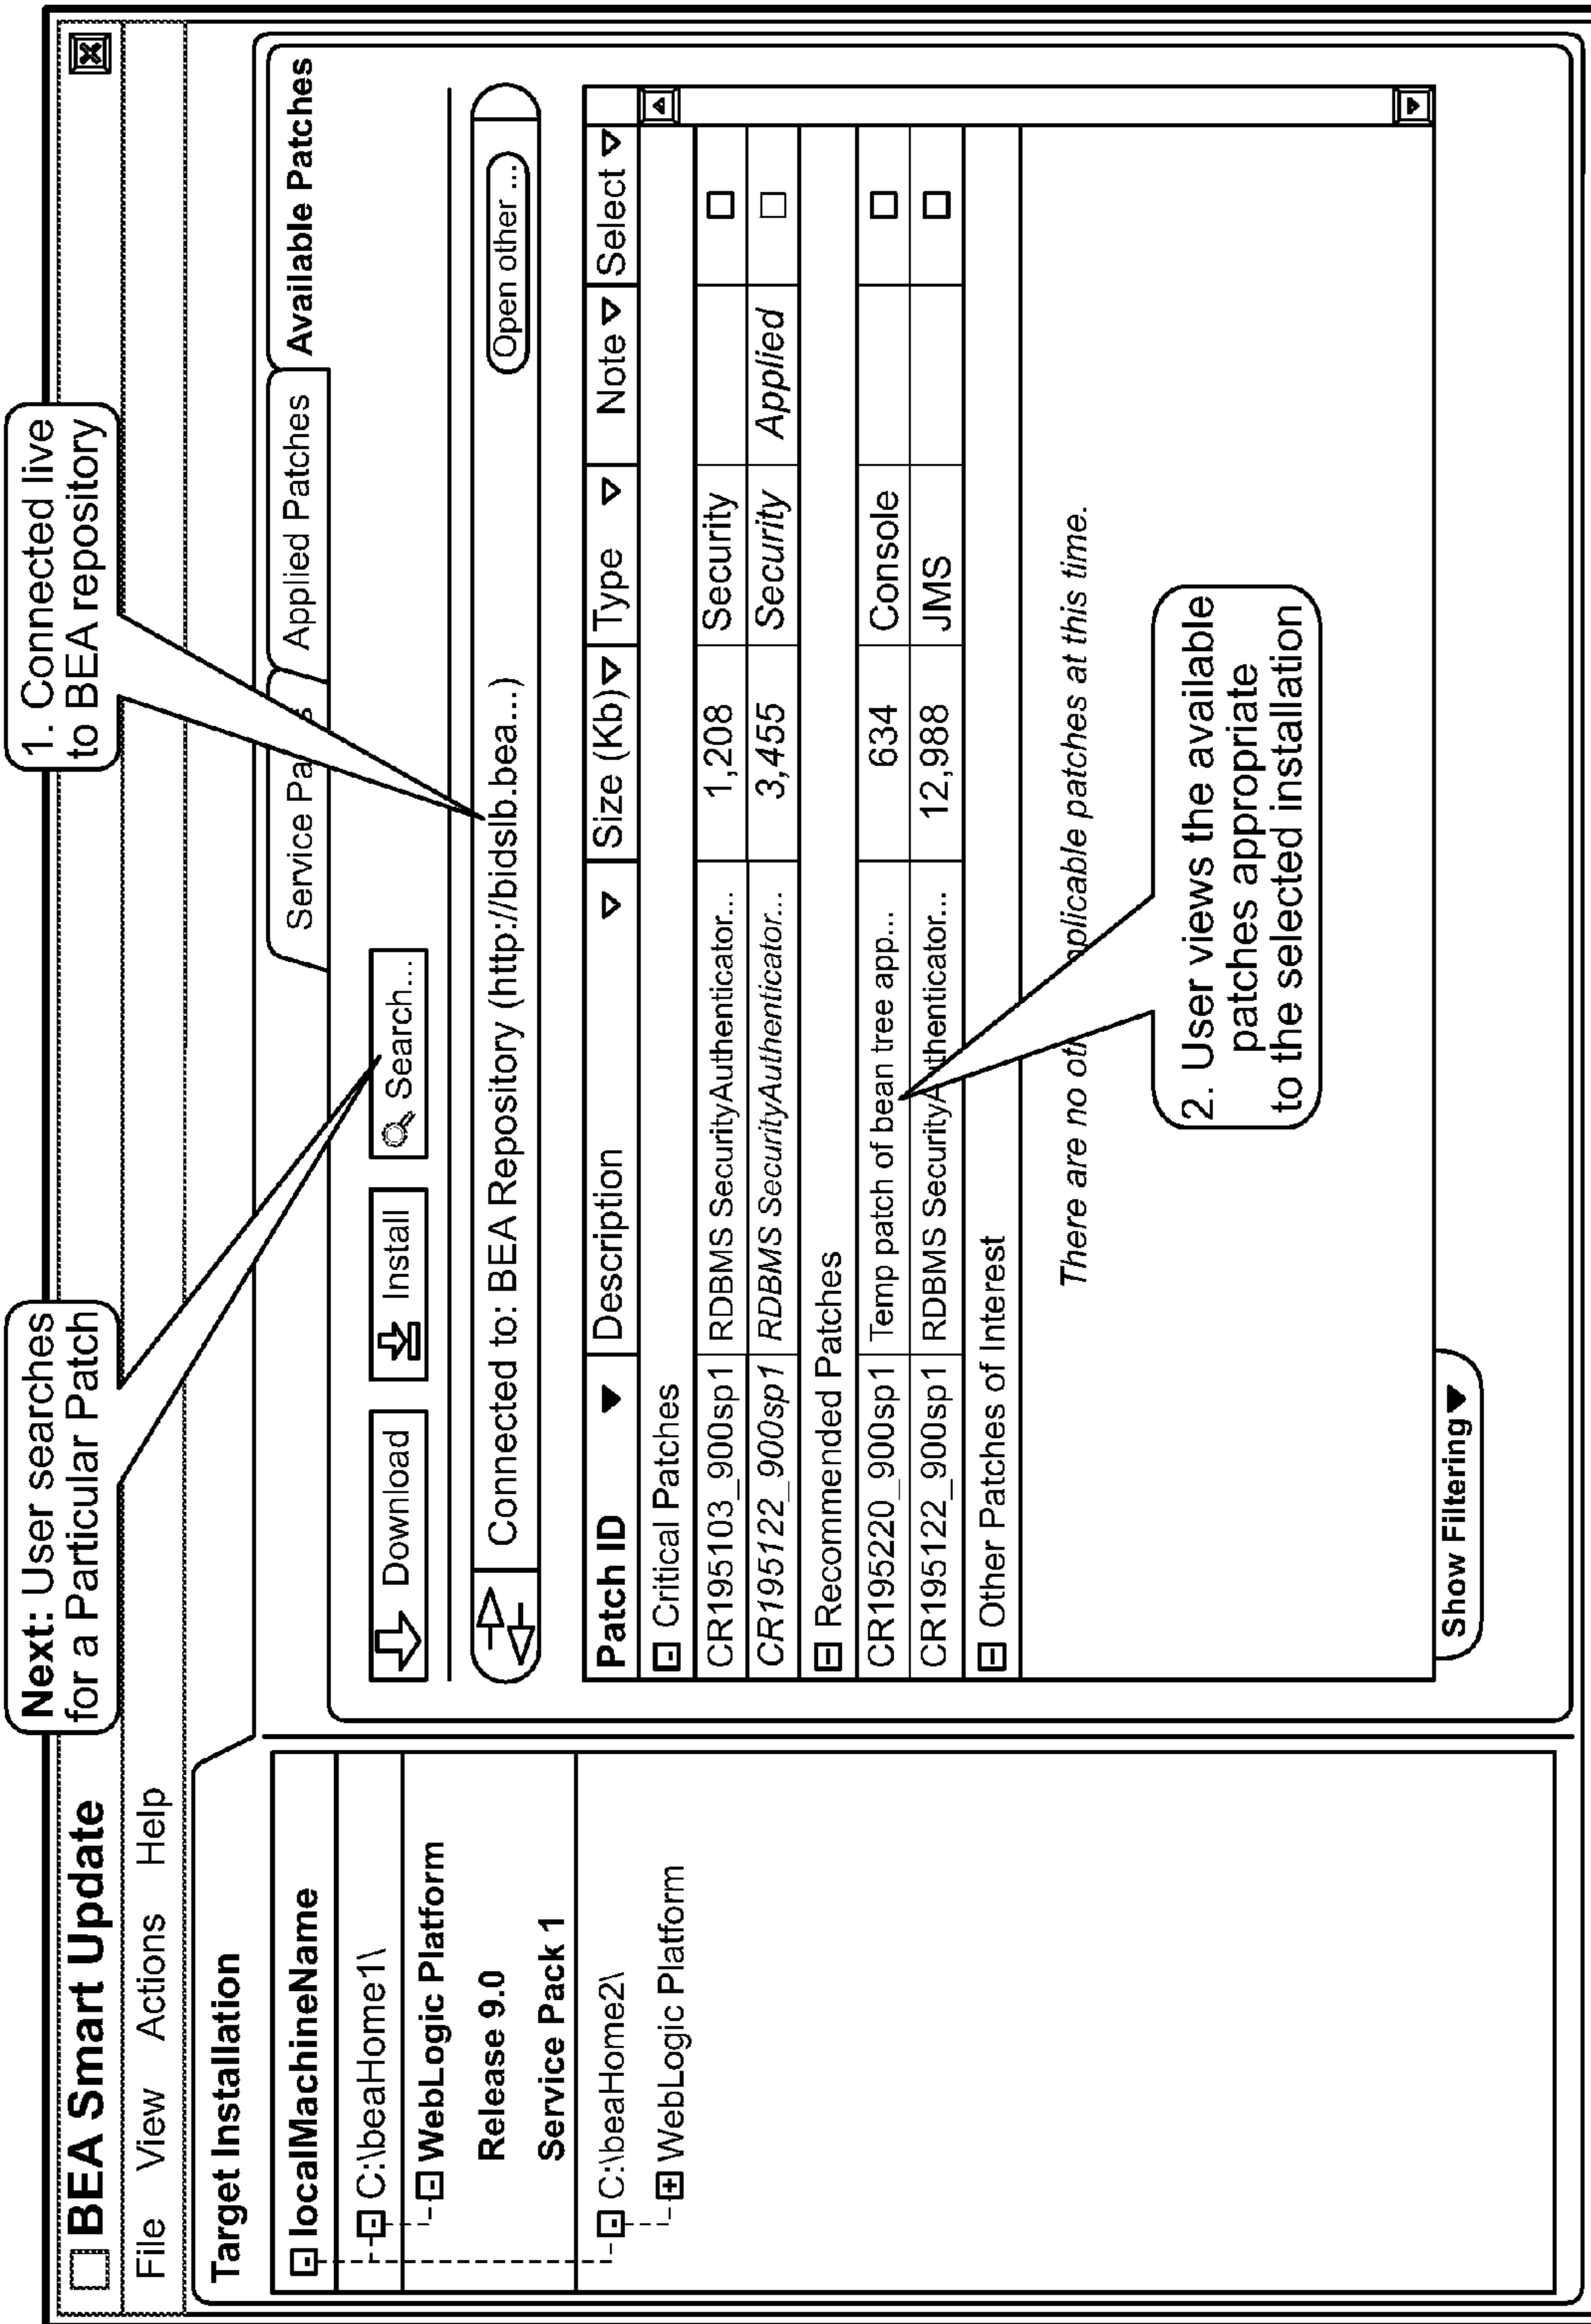 Next: User searches
for a Particular Patch
1. Connected live
to BEA repository
BEA Smart Update
File View Actions Help
Target Installation
localMachineName
C:\beaHome1\
WebLogic Platform
Release 9.0
Service Pack 1
C:\beaHome2\
WebLogic Platform
Service Applied Patches Available Patches
Download Install Search...
Connected to: BEA Repository (http://bidslb.bea...) Open other ...
Patch ID Description Size (Kb) Type Note Select
Critical Patches
CR195103_900sp1 RDBMS SecurityAuthenticator... 1,208 Security
CR195122_900sp1 RDBMS SecurityAuthenticator... 3,455 Security Applied
Recommended Patches
CR195220_900sp1 Temp patch of bean tree app... 634 Console
CR195122_900sp1 RDBMS SecurityAuthenticator... 12,988 JMS
Other Patches of Interest
There are no patches at this time.
2. User views the available
patches appropriate
to the selected installation
Show Filtering